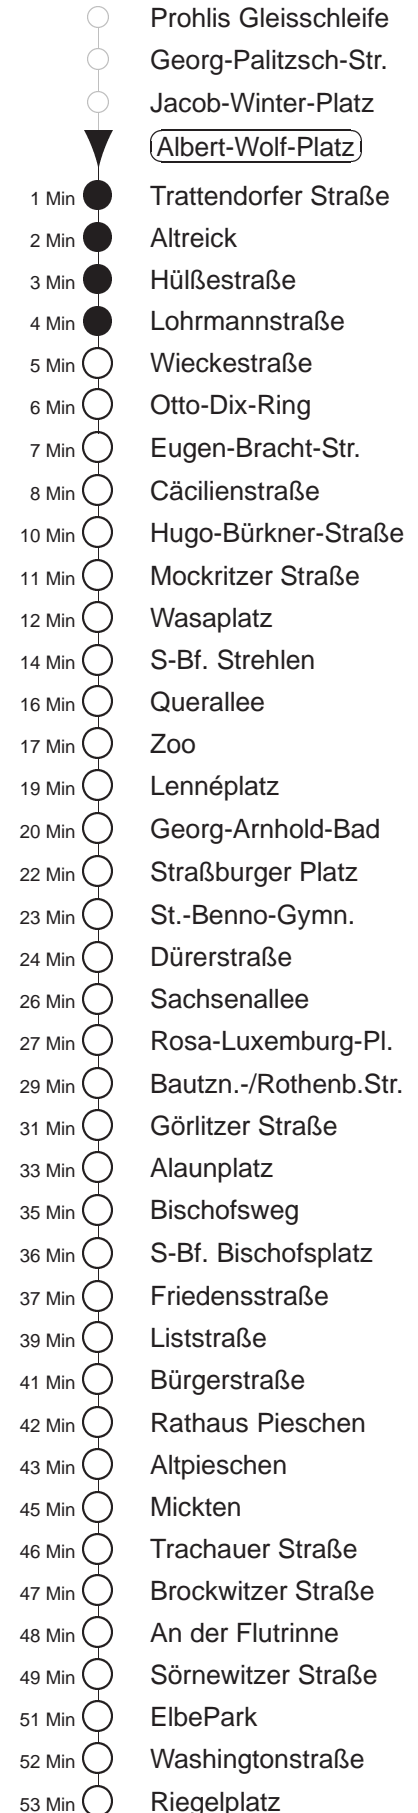 Prohlis Gleisschleife
Georg-Palitzsch-Str.
Jacob-Winter-Platz
Albert-Wolf-Platz
1 Min Trattendorfer Straße
2 Min Altreick
3 Min Hülßestraße
4 Min Lohrmannstraße
5 Min Wieckestraße
6 Min Otto-Dix-Ring
7 Min Eugen-Bracht-Str.
8 Min Cäcilienstraße
10 Min Hugo-Bürkner-Straße
11 Min Mockritzer Straße
12 Min Wasaplatz
14 Min S-Bf. Strehlen
16 Min Querallee
17 Min Zoo
19 Min Lennéplatz
20 Min Georg-Arnhold-Bad
22 Min Straßburger Platz
23 Min St.-Benno-Gymn.
24 Min Dürerstraße
26 Min Sachsenallee
27 Min Rosa-Luxemburg-Pl.
29 Min Bautzn.-/Rothenb.Str.
31 Min Görlitzer Straße
33 Min Alaunplatz
35 Min Bischofsweg
36 Min S-Bf. Bischofsplatz
37 Min Friedensstraße
39 Min Liststraße
41 Min Bürgerstraße
42 Min Rathaus Pieschen
43 Min Altpieschen
45 Min Mickten
46 Min Trachauer Straße
47 Min Brockwitzer Straße
48 Min An der Flutrinne
49 Min Sörnewitzer Straße
51 Min ElbePark
52 Min Washingtonstraße
53 Min Riegelplatz